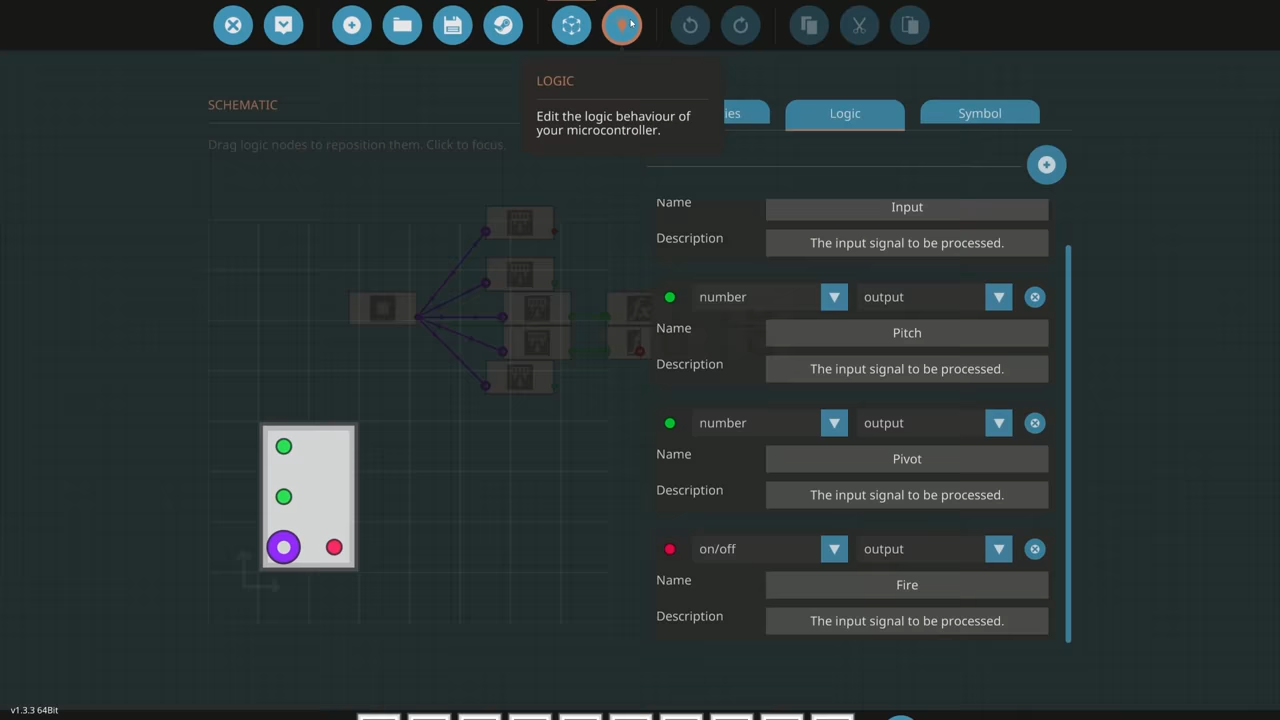 LOGIC
Edit the logic behaviour of
your microcontroller.
SCHEMATIC
Drag logic nodes to reposition them. Click to focus.
ies
Logic
Symbol
Name
Input
Description
The input signal to be processed.
number
output
Name
Pitch
Description
The input signal to be processed.
number
output
Name
Pivot
Description
The input signal to be processed.
on/off
output
Name
Fire
Description
The input signal to be processed.
v1.3.3 64Bit